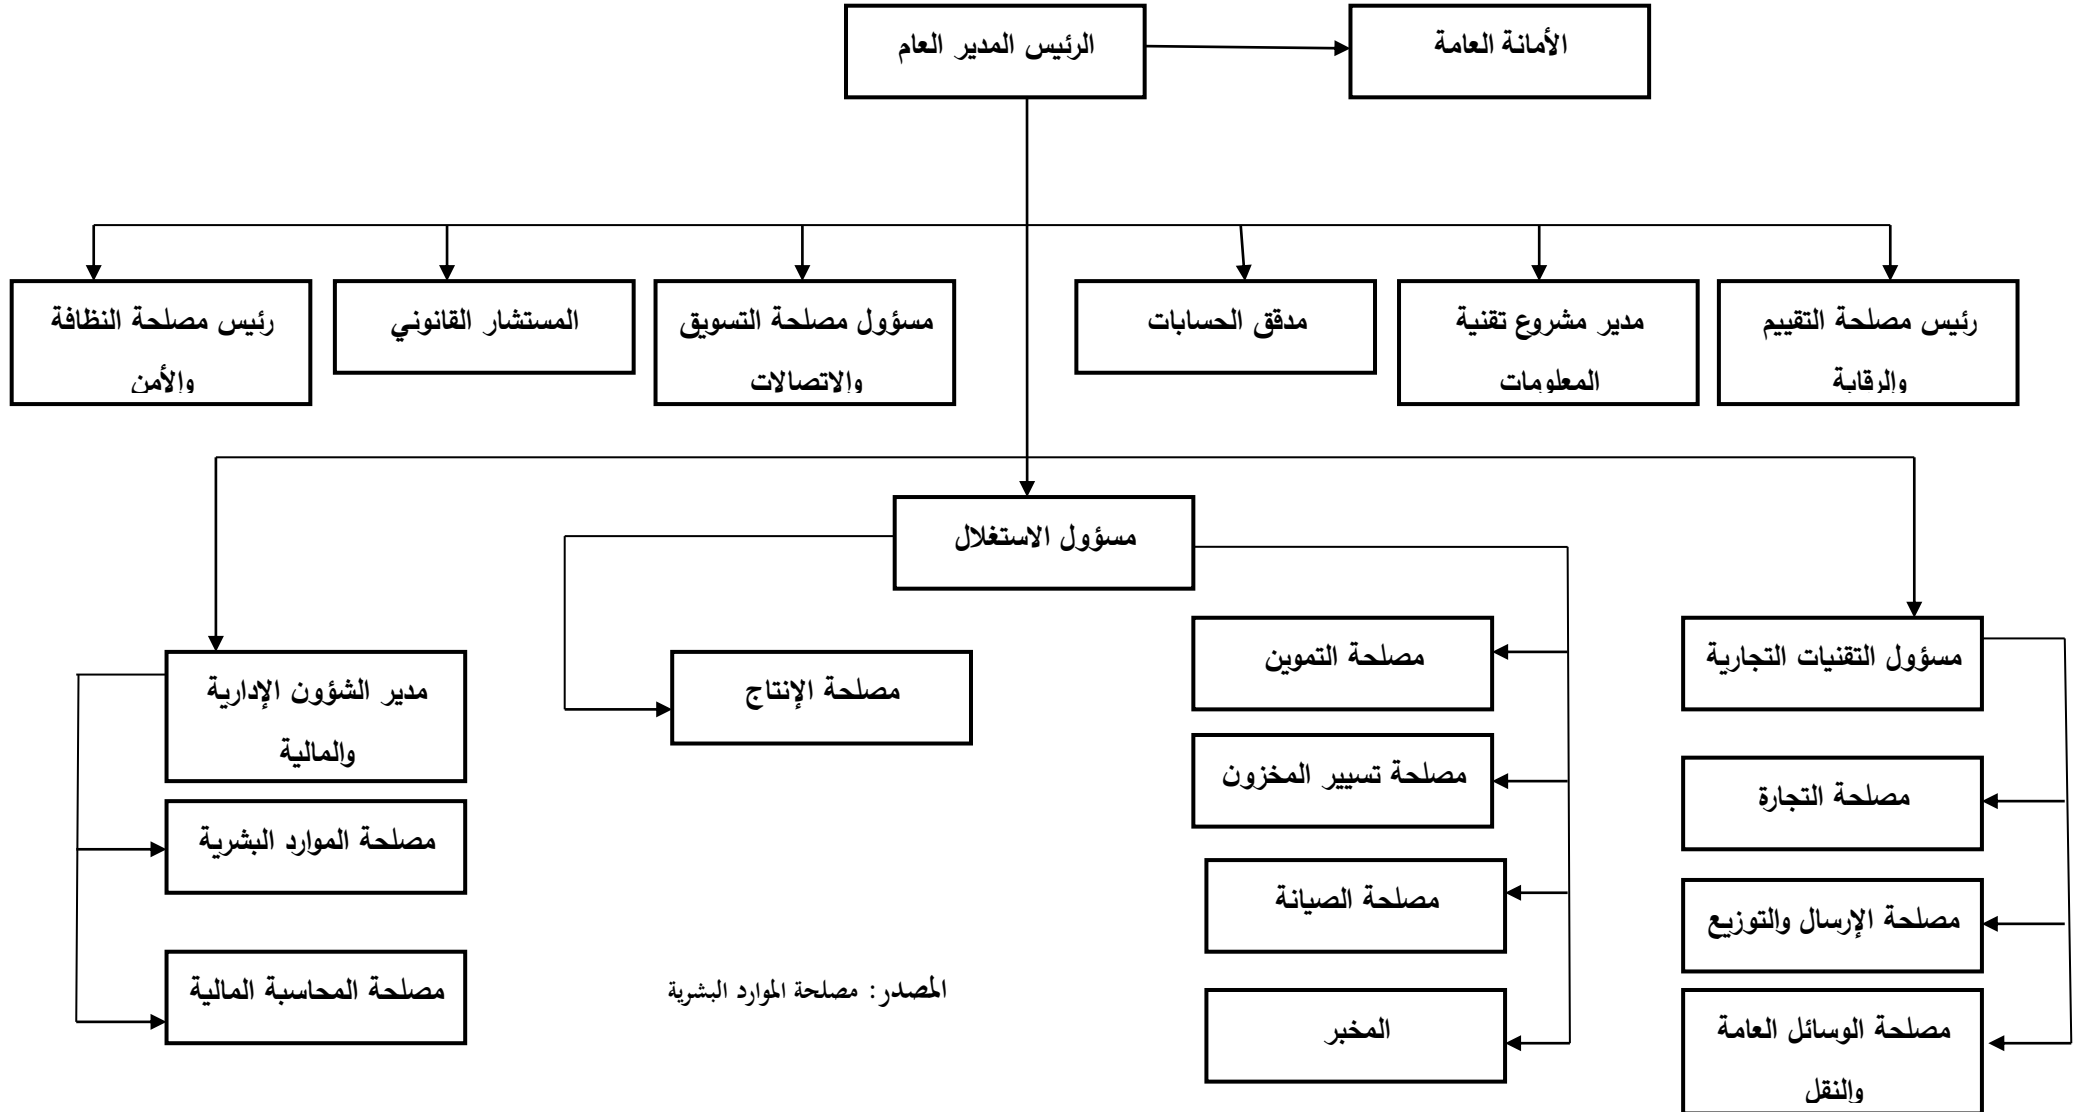 الرئيس المدير العام
الأمانة العامة
رئيس مصلحة التقييم
والرقابة
مدير مشروع تقنية
المعلومات
مدقق الحسابات
مسؤول مصلحة التسويق
والاتصالات
المستشار القانوني
رئيس مصلحة النظافة
والأمن
مسؤول الاستغلال
مسؤول التقنيات التجارية
مصلحة التجارة
مصلحة الإرسال والتوزيع
مصلحة الوسائل العامة
والنقل
مصلحة التموين
مصلحة تسيير المخزون
مصلحة الصيانة
المخبر
مصلحة الإنتاج
مدير الشؤون الإدارية
والمالية
مصلحة الموارد البشرية
مصلحة المحاسبة المالية
المصدر: مصلحة الموارد البشرية